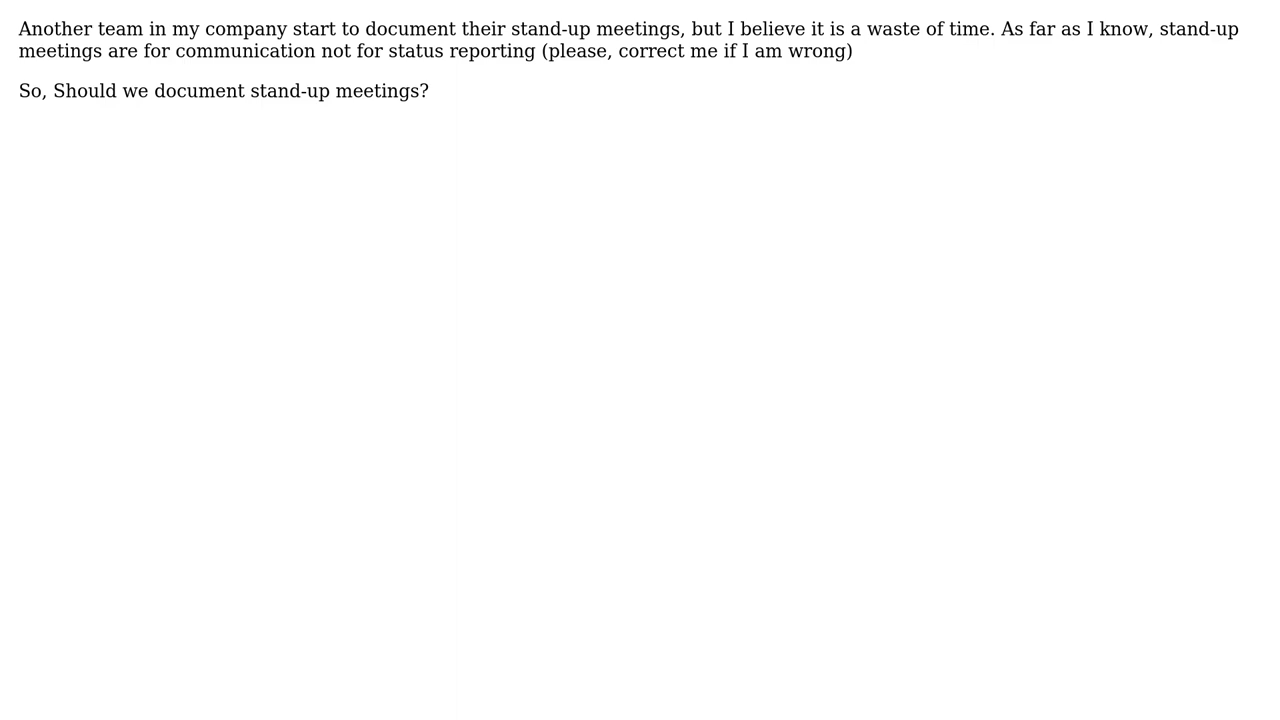 Another team in my company start to document their stand-up meetings, but I believe it is a waste of time. As far as I know, stand-up
meetings are for communication not for status reporting (please, correct me if I am wrong)
So, Should we document stand-up meetings?